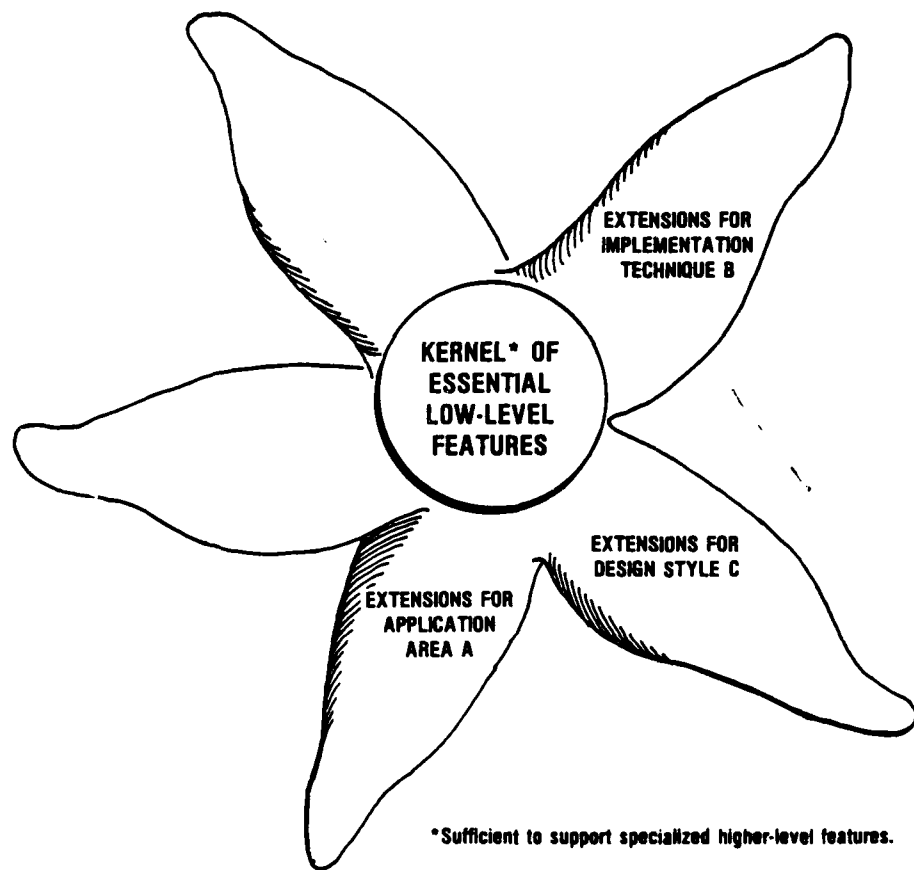 EXTENSIONS FOR
IMPLEMENTATION
TECHNIQUE B
KERNEL* OF
ESSENTIAL
LOW-LEVEL
FEATURES
EXTENSIONS FOR
DESIGN STYLE C
EXTENSIONS FOR
APPLICATION
AREA A
*Sufficient to support specialized higher-level features.